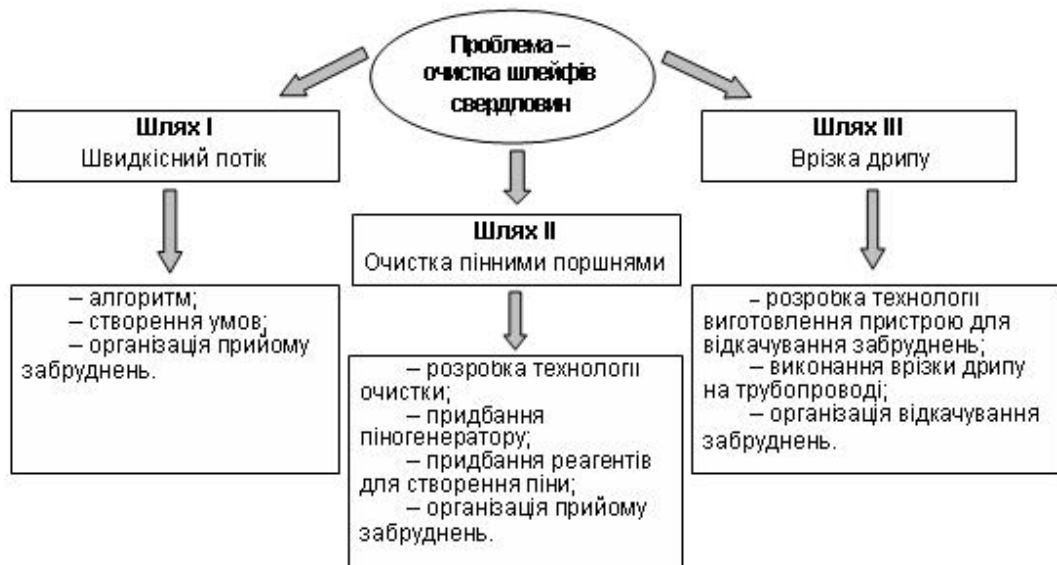 Проблема –
очистка шлейфів
свердловин
Шлях I
Швидкісний потік
– алгоритм;
– створення умов;
– організація прийому
забруднень.
Шлях II
Очистка пінними поршнями
– розробка технології
очистки;
– придбання
піногенератору;
– придбання реагентів
для створення піни;
– організація прийому
забруднень.
Шлях III
Врізка дрипу
– розробка технології
виготовлення пристрою для
відкачування забруднень;
– виконання врізки дрипу
на трубопроводі;
– організація відкачування
забруднень.